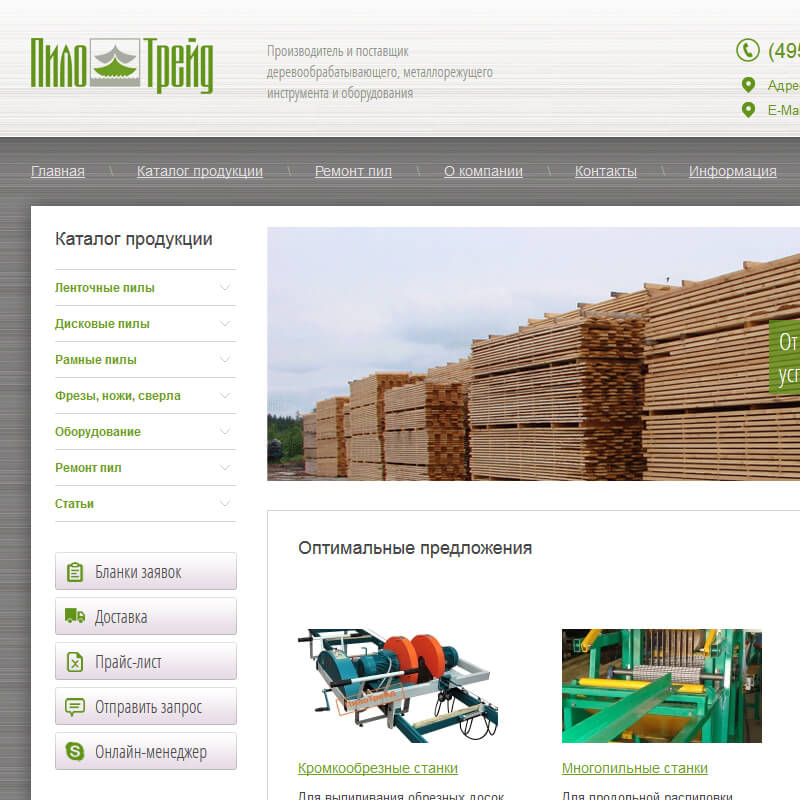 Пило Трейд
Производитель и поставщик
деревообрабатывающего, металлорежущего
инструмента и оборудования
(495
Адре
E-Ma
Главная \ Каталог продукции \ Ремонт пил \ О компании \ Контакты \ Информация
Каталог продукции
Ленточные пилы
Дисковые пилы
Рамные пилы
Фрезы, ножи, сверла
Оборудование
Ремонт пил
Статьи
Бланки заявок
Доставка
Прайс-лист
Отправить запрос
Онлайн-менеджер
От
усп
Оптимальные предложения
ПилоТрейд
Кромкообрезные станки
Многопильные станки
Для выпиливания обрезных досок
Для продольной распиловки